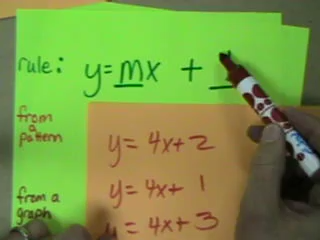 rule: y=mx +
from
a
pattern
y= 4x+2
from a
graph
y= 4x+ 1
y= 4x+3